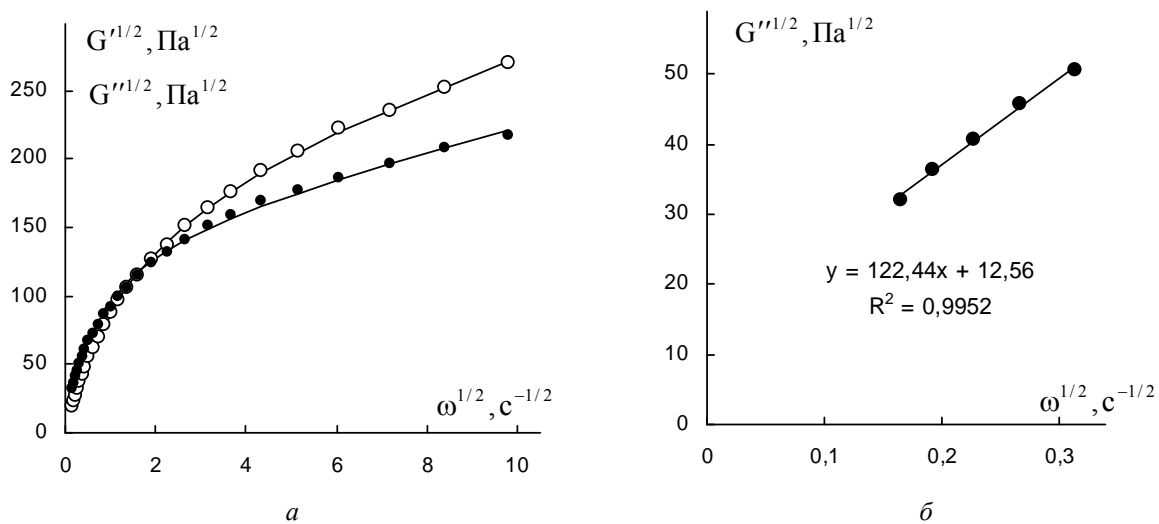 G′^{1/2}, Па^{1/2}
G′′^{1/2}, Па^{1/2}
250
200
150
100
50
0
0 2 4 6 8 10
ω^{1/2}, с^{−1/2}
а
G′′^{1/2}, Па^{1/2}
50
40
30
20
10
0
y = 122,44x + 12,56
R² = 0,9952
ω^{1/2}, с^{−1/2}
0 0,1 0,2 0,3
б